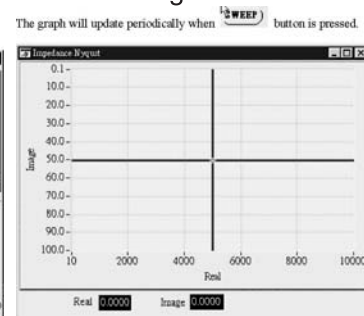 The graph will update periodically when SWEEP) button is pressed.
Impedance Nyquist
0.1
10.0
20.0
30.0
40.0
Image
50.0
60.0
70.0
80.0
90.0
100.0
10 2000 4000 6000 8000 10000
Real
Real 0.0000 Image 0.0000